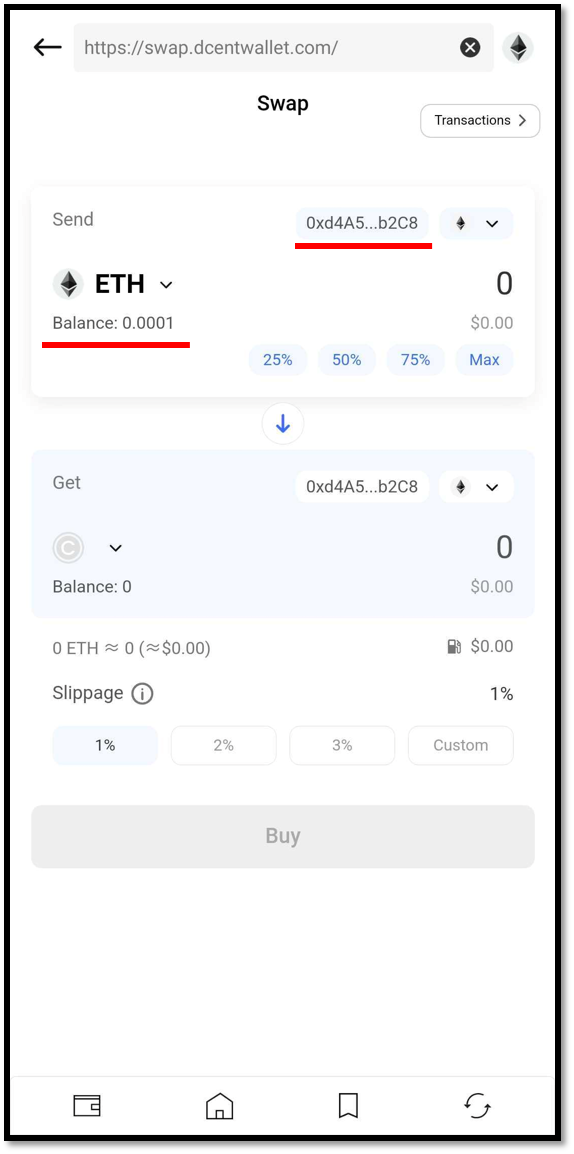 https://swap.dcentwallet.com/
Swap
Transactions
Send
0xd4A5...b2C8
ETH
0
Balance: 0.0001
$0.00
25%
50%
75%
Max
Get
0xd4A5...b2C8
C
0
Balance: 0
$0.00
0 ETH ≈ 0 (≈$0.00)
$0.00
Slippage
1%
1%
2%
3%
Custom
Buy